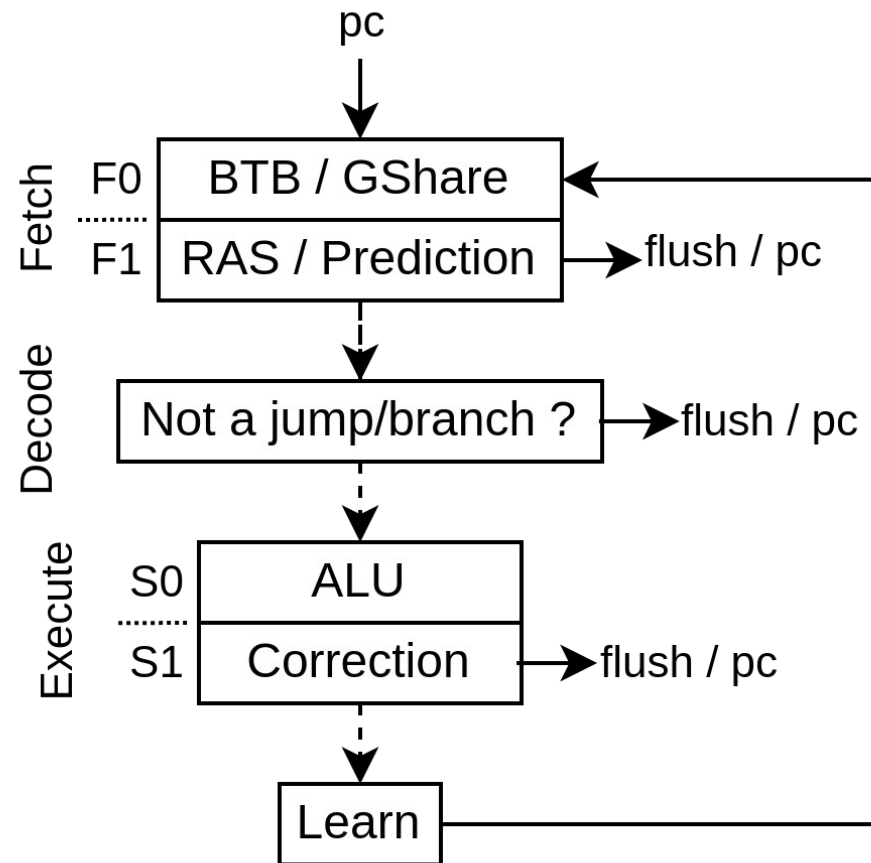 pc
Fetch
F0
BTB / GShare
F1
RAS / Prediction
flush / pc
Decode
Not a jump/branch ?
flush / pc
Execute
S0
ALU
S1
Correction
flush / pc
Learn